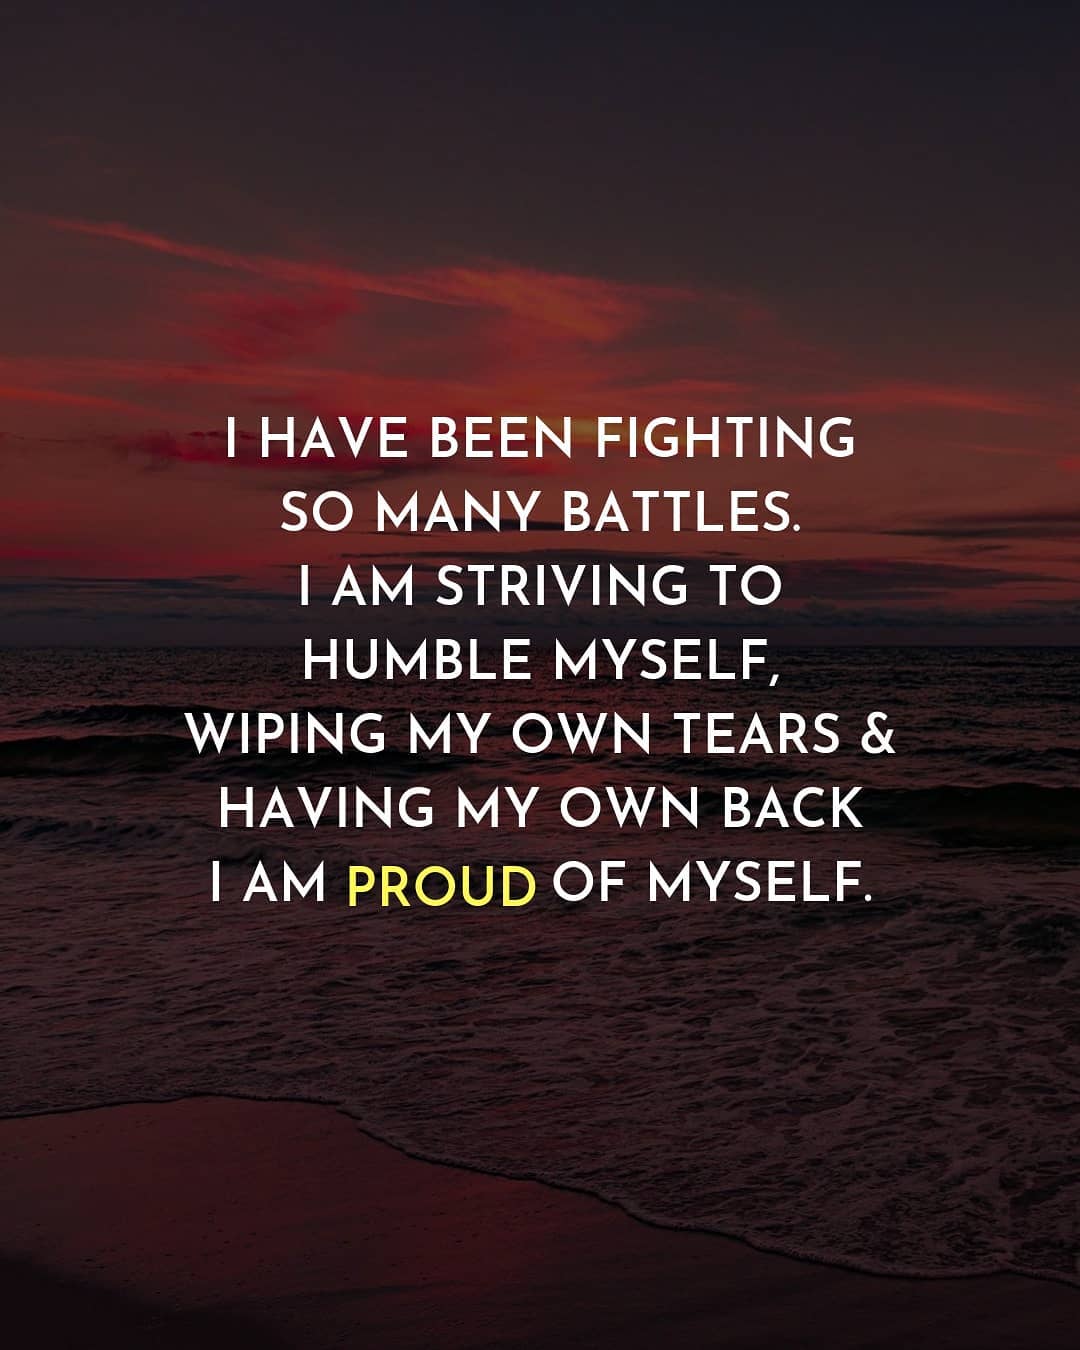 I HAVE BEEN FIGHTING
SO MANY BATTLES.
I AM STRIVING TO
HUMBLE MYSELF,
WIPING MY OWN TEARS &
HAVING MY OWN BACK
I AM PROUD OF MYSELF.